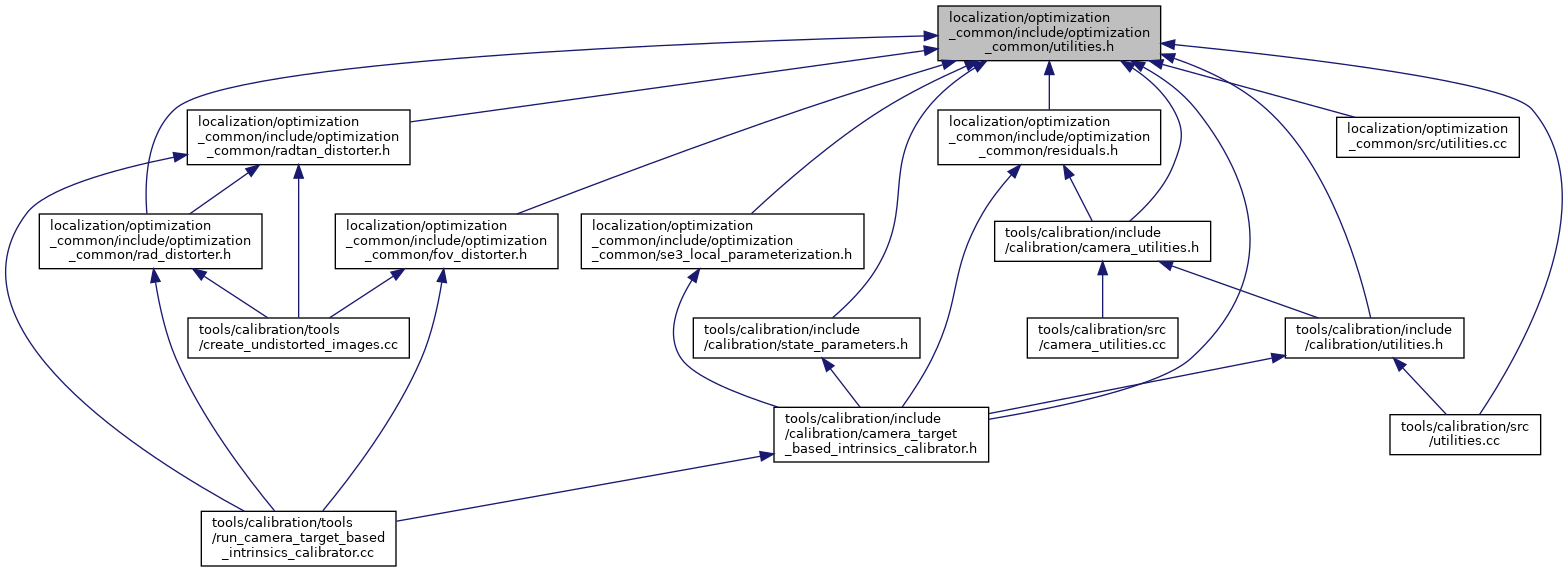 localization/optimization
_common/include/optimization
_common/utilities.h
localization/optimization
_common/include/optimization
_common/radtan_distorter.h
localization/optimization
_common/include/optimization
_common/residuals.h
localization/optimization
_common/src/utilities.cc
localization/optimization
_common/include/optimization
_common/rad_distorter.h
localization/optimization
_common/include/optimization
_common/fov_distorter.h
localization/optimization
_common/include/optimization
_common/se3_local_parameterization.h
tools/calibration/include
/calibration/camera_utilities.h
tools/calibration/tools
/create_undistorted_images.cc
tools/calibration/include
/calibration/state_parameters.h
tools/calibration/src
/camera_utilities.cc
tools/calibration/include
/calibration/utilities.h
tools/calibration/include
/calibration/camera_target
_based_intrinsics_calibrator.h
tools/calibration/src
/utilities.cc
tools/calibration/tools
/run_camera_target_based
_intrinsics_calibrator.cc